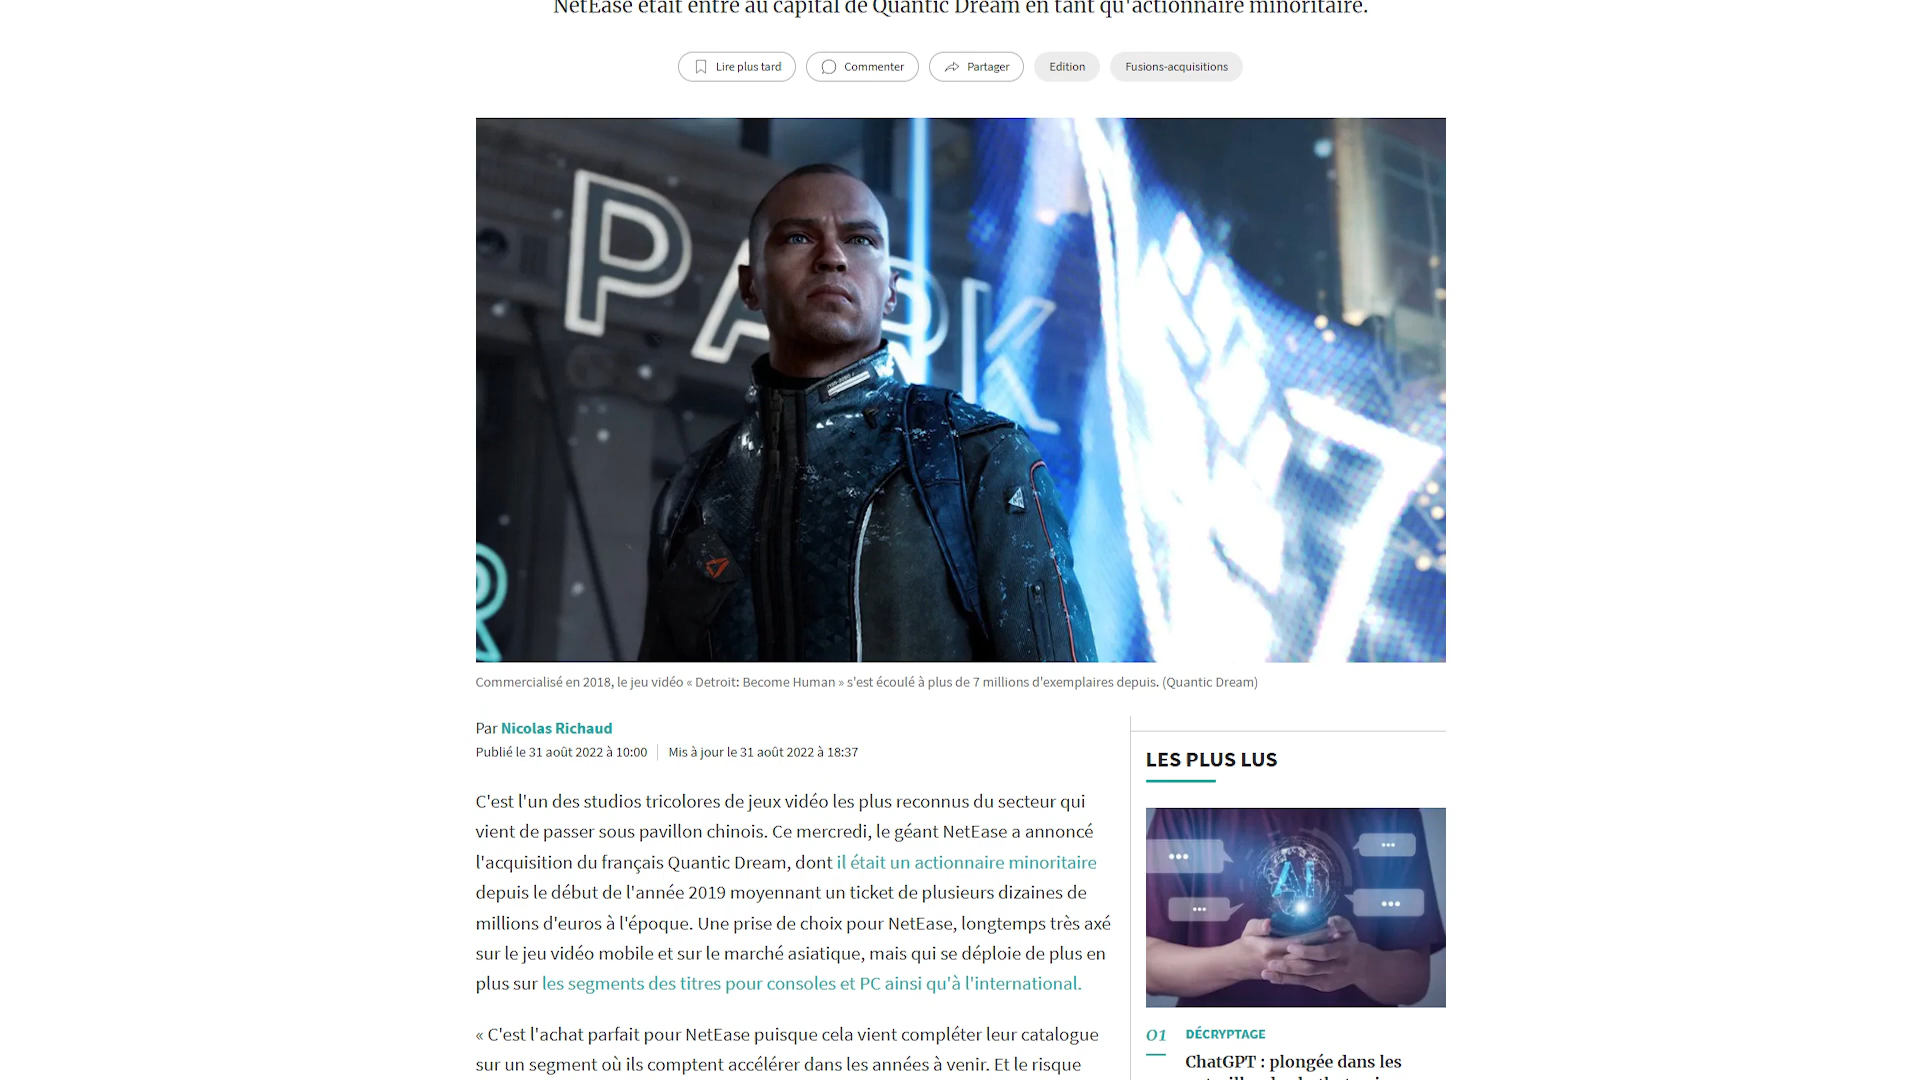 NetEase était entré au capital de Quantic Dream en tant qu'actionnaire minoritaire.
Lire plus tard
Commenter
Partager
Edition
Fusions-acquisitions
PARK
R
Commercialisé en 2018, le jeu vidéo « Detroit: Become Human » s'est écoulé à plus de 7 millions d'exemplaires depuis. (Quantic Dream)
Par Nicolas Richaud
Publié le 31 août 2022 à 10:00 | Mis à jour le 31 août 2022 à 18:37
C'est l'un des studios tricolores de jeux vidéo les plus reconnus du secteur qui
vient de passer sous pavillon chinois. Ce mercredi, le géant NetEase a annoncé
l'acquisition du français Quantic Dream, dont il était un actionnaire minoritaire
depuis le début de l'année 2019 moyennant un ticket de plusieurs dizaines de
millions d'euros à l'époque. Une prise de choix pour NetEase, longtemps très axé
sur le jeu vidéo mobile et sur le marché asiatique, mais qui se déploie de plus en
plus sur les segments des titres pour consoles et PC ainsi qu'à l'international.
« C'est l'achat parfait pour NetEase puisque cela vient compléter leur catalogue
sur un segment où ils comptent accélérer dans les années à venir. Et le risque
LES PLUS LUS
AI
01
DÉCRYPTAGE
ChatGPT : plongée dans les